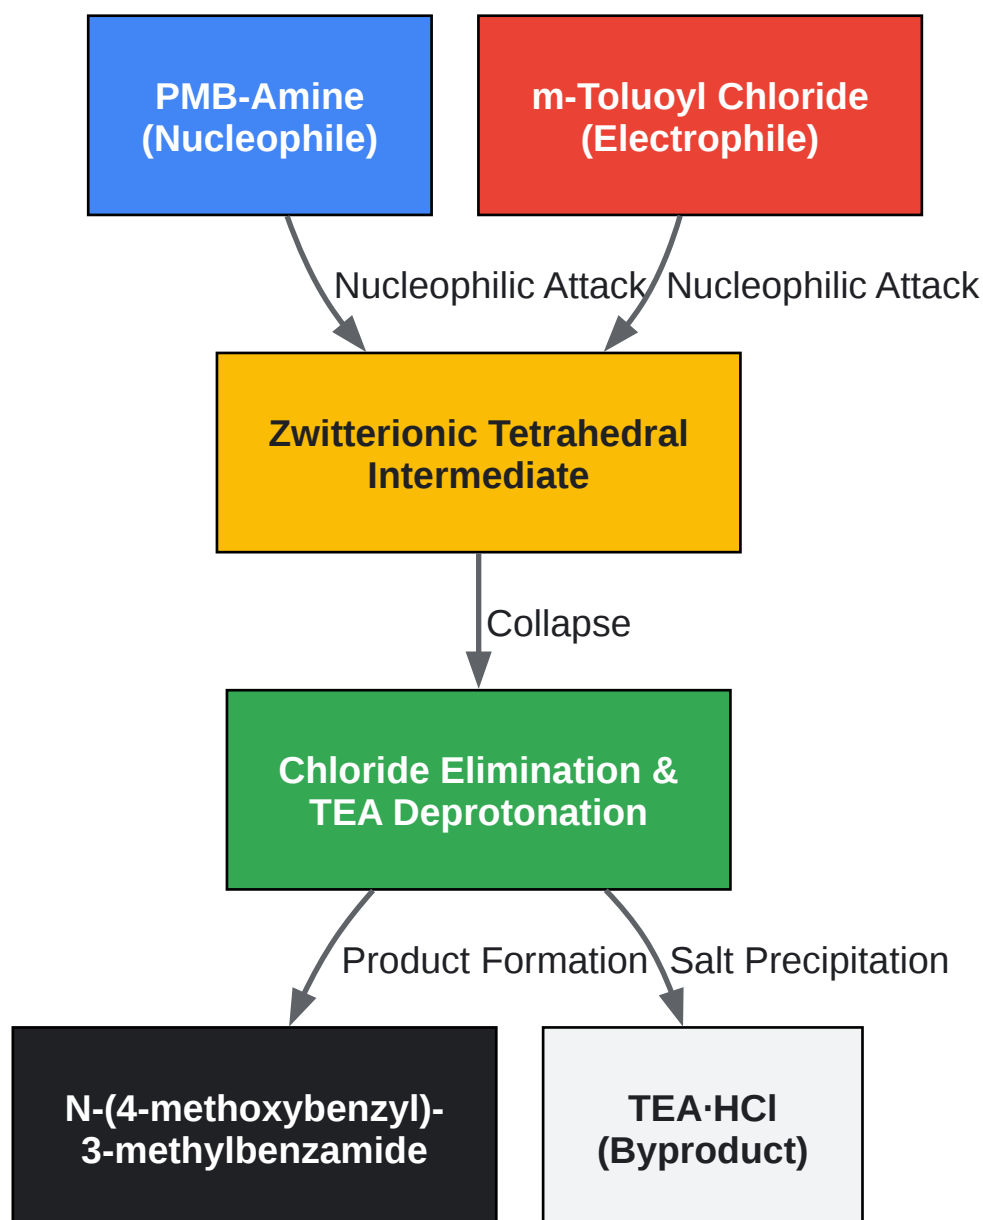 PMB-Amine
(Nucleophile)
m-Toluoyl Chloride
(Electrophile)
Nucleophilic Attack
Nucleophilic Attack
Zwitterionic Tetrahedral
Intermediate
Collapse
Chloride Elimination &
TEA Deprotonation
Product Formation
Salt Precipitation
N-(4-methoxybenzyl)-
3-methylbenzamide
TEA·HCl
(Byproduct)